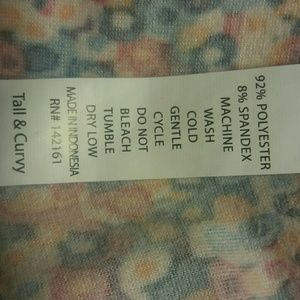 92% POLYESTER
8% SPANDEX
MACHINE
WASH
COLD
GENTLE
CYCLE
DO NOT
BLEACH
TUMBLE
DRY LOW
MADE IN INDONESIA
RN# 142161
Tall & Curvy